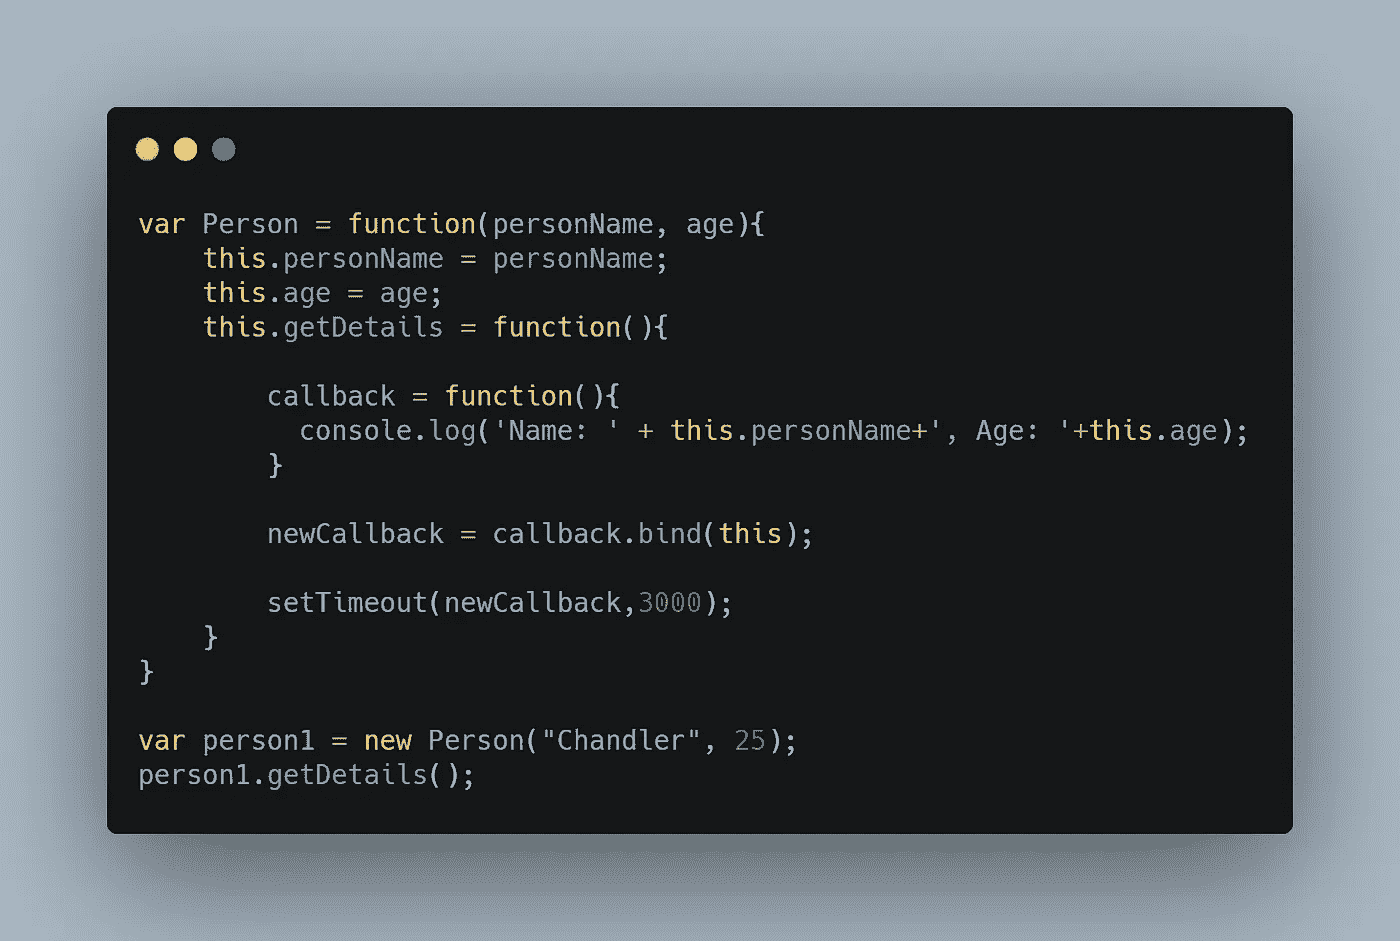 var Person = function(personName, age){
    this.personName = personName;
    this.age = age;
    this.getDetails = function(){
        callback = function(){
          console.log('Name: ' + this.personName+', Age: '+this.age);
        }
        newCallback = callback.bind(this);
        setTimeout(newCallback,3000);
    }
}
var person1 = new Person("Chandler", 25);
person1.getDetails();